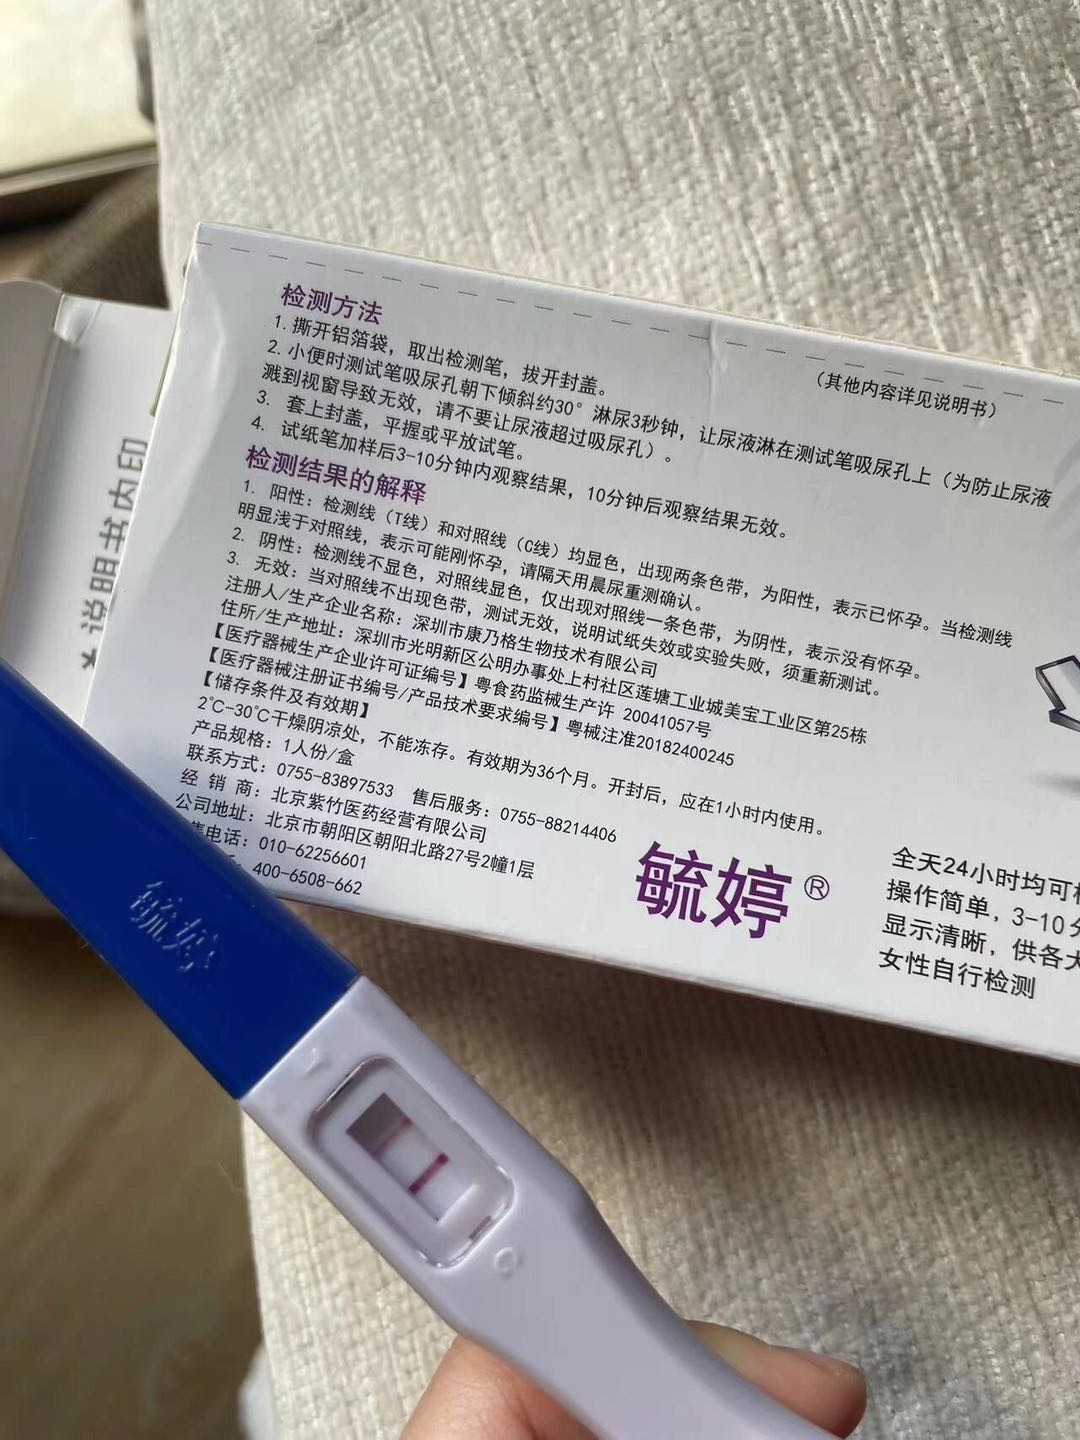 检测方法
(其他内容详见说明书)
1. 撕开铝箔袋，取出检测笔，拔开封盖。
2. 小便时测试笔吸尿孔朝下倾斜约30° 淋尿3秒钟，让尿液淋在测试笔吸尿孔上（为防止尿液
溅到视窗导致无效，请不要让尿液超过吸尿孔）。
3. 套上封盖，平握或平放试笔。
4. 试纸笔加样后3-10分钟内观察结果，10分钟后观察结果无效。
检测结果的解释
1. 阳性：检测线（T线）和对照线（C线）均显色，出现两条色带，为阳性，表示已怀孕。当检测线
明显浅于对照线，表示可能刚怀孕，请隔天用晨尿重测确认。
2. 阴性：检测线不显色，对照线显色，仅出现对照线一条色带，为阴性，表示没有怀孕。
3. 无效：当对照线不出现色带，测试无效，说明试纸失效或实验失败，须重新测试。
注册人/生产企业名称：深圳市康乃格生物技术有限公司
住所/生产地址：深圳市光明新区公明办事处上村社区莲塘工业城美宝工业区第25栋
【医疗器械生产企业许可证编号】粤食药监械生产许 20041057号
【医疗器械注册证书编号/产品技术要求编号】粤械注准20182400245
【储存条件及有效期】
2℃-30℃干燥阴凉处，不能冻存。有效期为36个月。开封后，应在1小时内使用。
产品规格：1人份/盒
联系方式：0755-83897533 售后服务：0755-88214406
经 销 商：北京紫竹医药经营有限公司
公司地址：北京市朝阳区朝阳北路27号2幢1层
售电话：010-62256601
400-6508-662
毓婷®
全天24小时均可
操作简单，3-10分
显示清晰，供各大
女性自行检测
说明书内印
毓婷
T
C